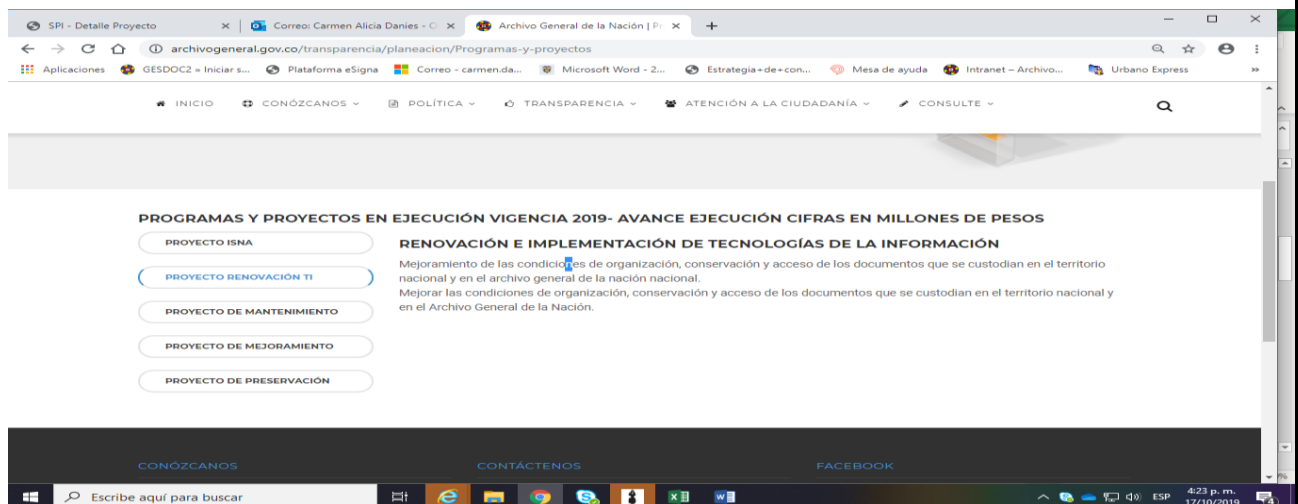 SPI - Detalle Proyecto
Correo: Carmen Alicia Danies - O
Archivo General de la Nación | Pr
archivogeneral.gov.co/transparencia/planeacion/Programas-y-proyectos
Aplicaciones GESDOC2 » Iniciar s... Plataforma eSigna Correo - carmen.da... Microsoft Word - 2... Estrategia+de+con... Mesa de ayuda Intranet – Archivo... Urbano Express »
INICIO CONÓZCANOS POLÍTICA TRANSPARENCIA ATENCIÓN A LA CIUDADANÍA CONSULTE
PROGRAMAS Y PROYECTOS EN EJECUCIÓN VIGENCIA 2019- AVANCE EJECUCIÓN CIFRAS EN MILLONES DE PESOS
PROYECTO ISNA
PROYECTO RENOVACIÓN TI
PROYECTO DE MANTENIMIENTO
PROYECTO DE MEJORAMIENTO
PROYECTO DE PRESERVACIÓN
RENOVACIÓN E IMPLEMENTACIÓN DE TECNOLOGÍAS DE LA INFORMACIÓN
Mejoramiento de las condiciones de organización, conservación y acceso de los documentos que se custodian en el territorio
nacional y en el archivo general de la nación nacional.
Mejorar las condiciones de organización, conservación y acceso de los documentos que se custodian en el territorio nacional y
en el Archivo General de la Nación.
CONÓZCANOS CONTÁCTENOS FACEBOOK
Escribe aquí para buscar
ESP
4:23 p. m.
17/10/2019